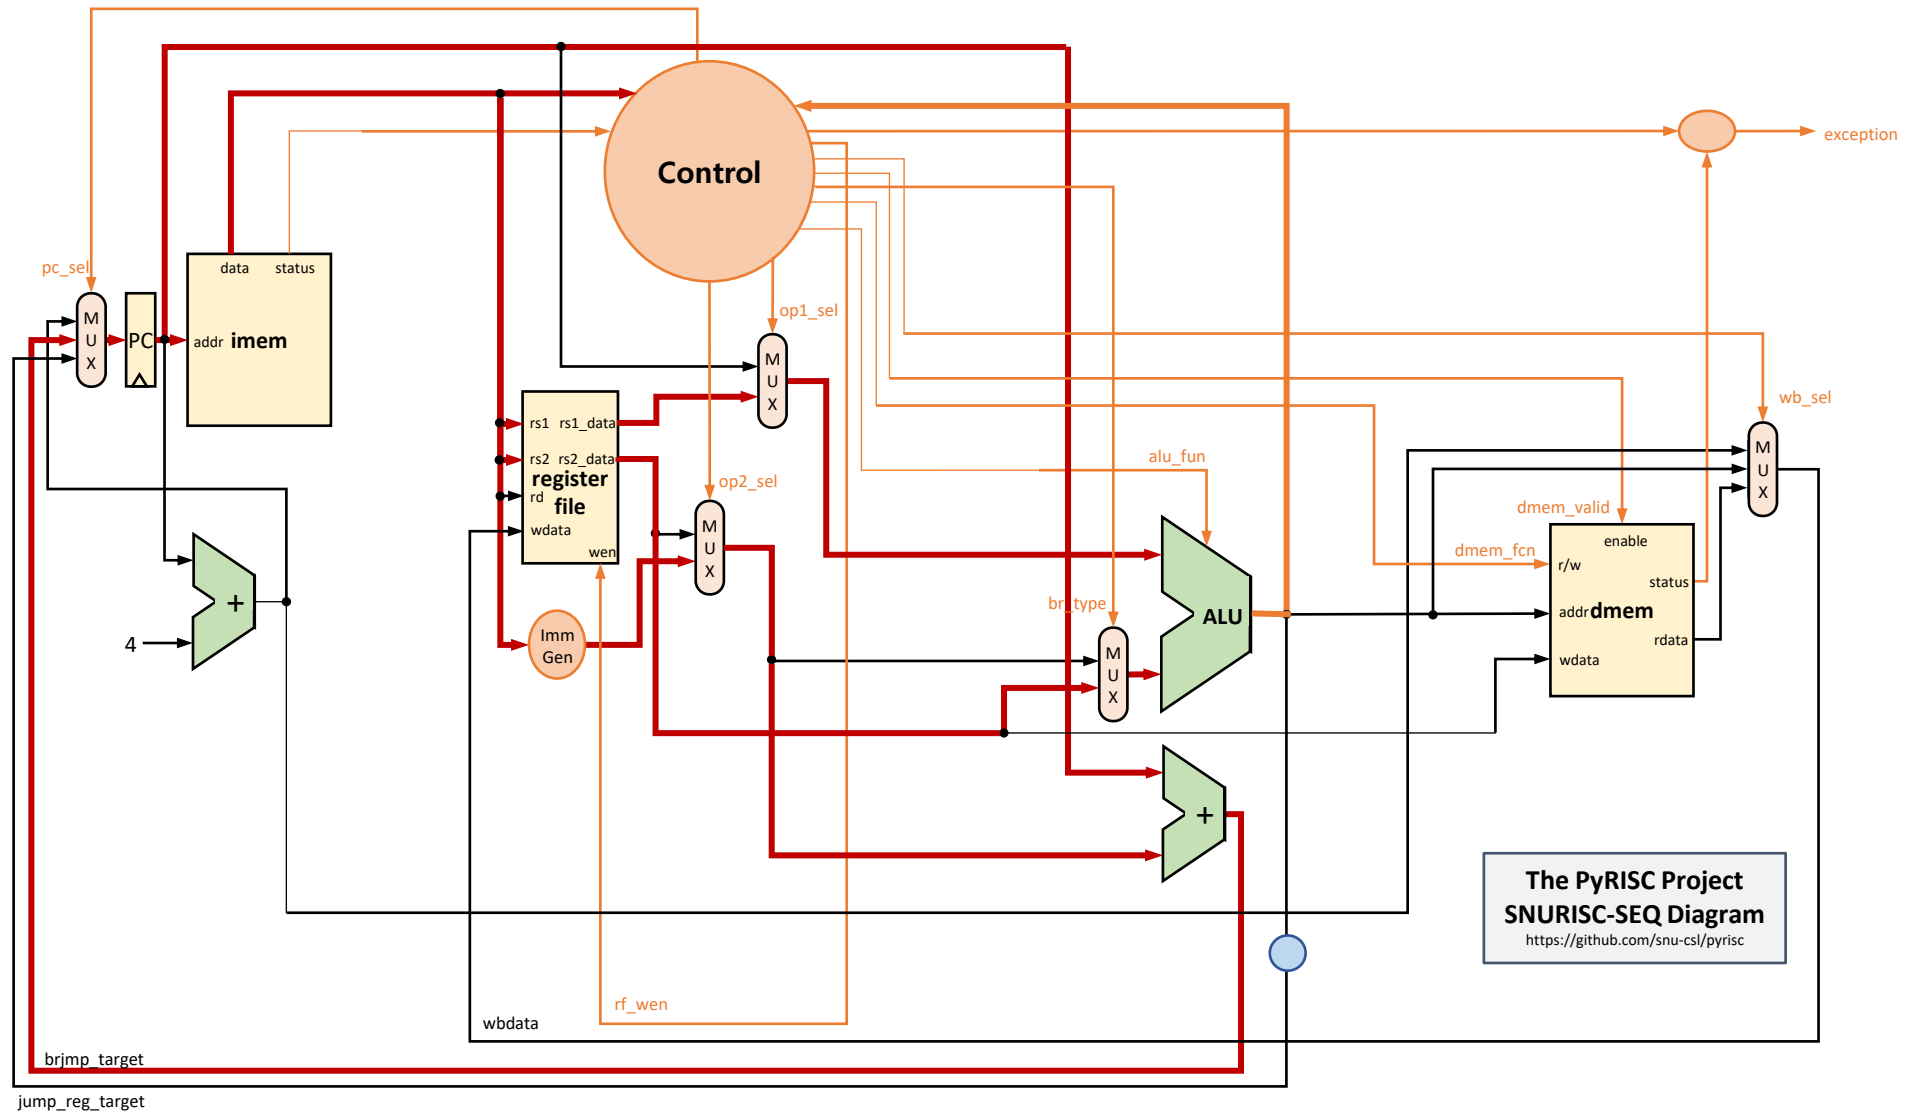 Control
exception
pc_sel
data
status
M
U
X
PC
addr
imem
op1_sel
M
U
X
rs1
rs1_data
rs2
rs2_data
register
file
rd
wdata
wen
op2_sel
M
U
X
alu_fun
wb_sel
M
U
X
dmem_valid
enable
dmem_fcn
r/w
status
addr
dmem
rdata
wdata
br_type
M
U
X
ALU
+
4
Imm
Gen
+
The PyRISC Project
SNURISC-SEQ Diagram
https://github.com/snu-csl/pyrisc
rf_wen
wbdata
brjmp_target
jump_reg_target